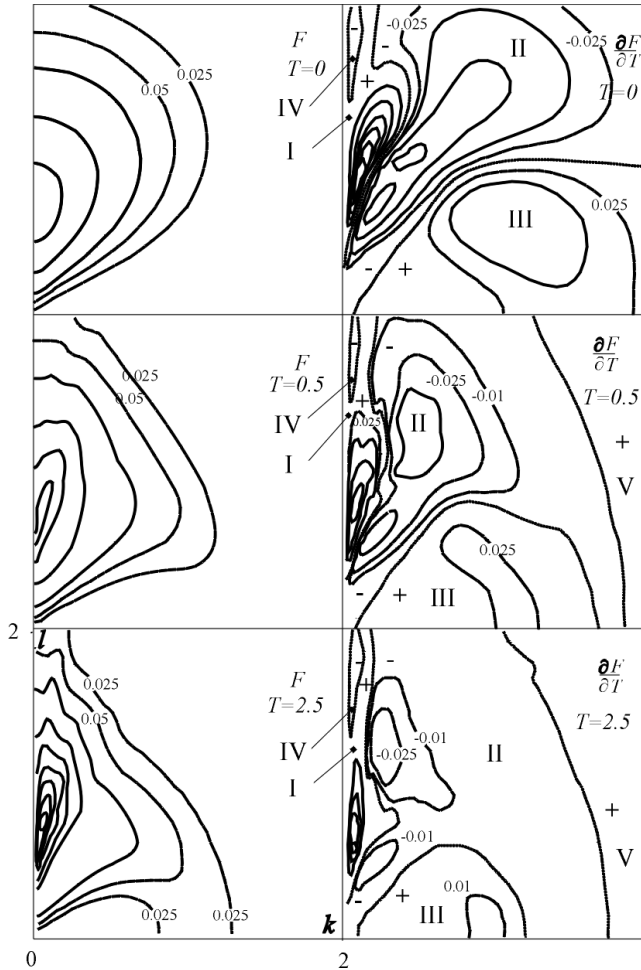 0.025
0.05
F
T=0
IV
I
-
-
+
II
-0.025
∂F
∂T
T=0
0.025
III
-
+
0.025
0.05
F
T=0.5
IV
I
-
-
+
0.025
II
-0.025
-0.01
∂F
∂T
T=0.5
+
V
0.025
-
+
III
2
l
0.025
0.05
F
T=2.5
IV
I
-
-
+
-0.01
-0.025
II
∂F
∂T
T=2.5
+
V
-0.01
-
+
III
0.01
0.025
0.025
k
0
2